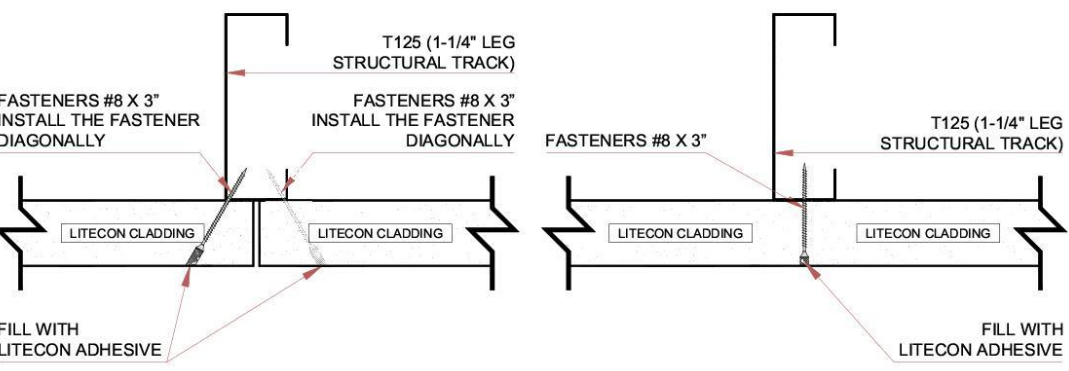 T125 (1-1/4" LEG
STRUCTURAL TRACK)
FASTENERS #8 X 3"
INSTALL THE FASTENER
DIAGONALLY
FASTENERS #8 X 3"
INSTALL THE FASTENER
DIAGONALLY
LITECON CLADDING
LITECON CLADDING
FILL WITH
LITECON ADHESIVE
FASTENERS #8 X 3"
T125 (1-1/4" LEG
STRUCTURAL TRACK)
LITECON CLADDING
LITECON CLADDING
FILL WITH
LITECON ADHESIVE